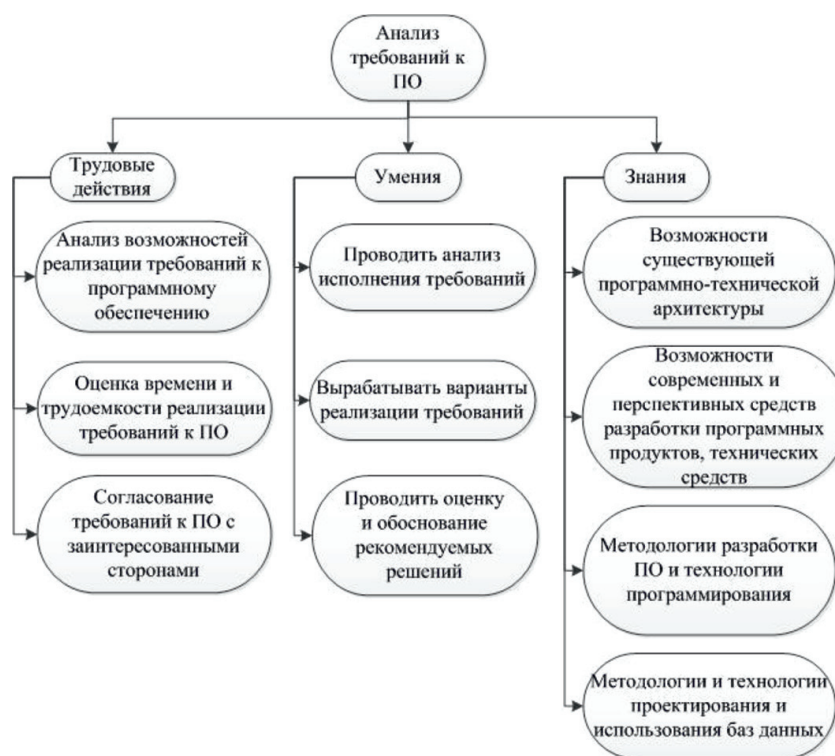 Анализ
требований к
ПО
Трудовые
действия
Анализ возможностей
реализации требований к
программному
обеспечению
Оценка времени и
трудоемкости реализации
требований к ПО
Согласование
требований к ПО с
заинтересованными
сторонами
Умения
Проводить анализ
исполнения требований
Вырабатывать варианты
реализации требований
Проводить оценку
и обоснование
рекомендуемых
решений
Знания
Возможности
существующей
программно-технической
архитектуры
Возможности
современных и
перспективных средств
разработки программных
продуктов, технических
средств
Методологии разработки
ПО и технологии
программирования
Методологии и технологии
проектирования и
использования баз данных